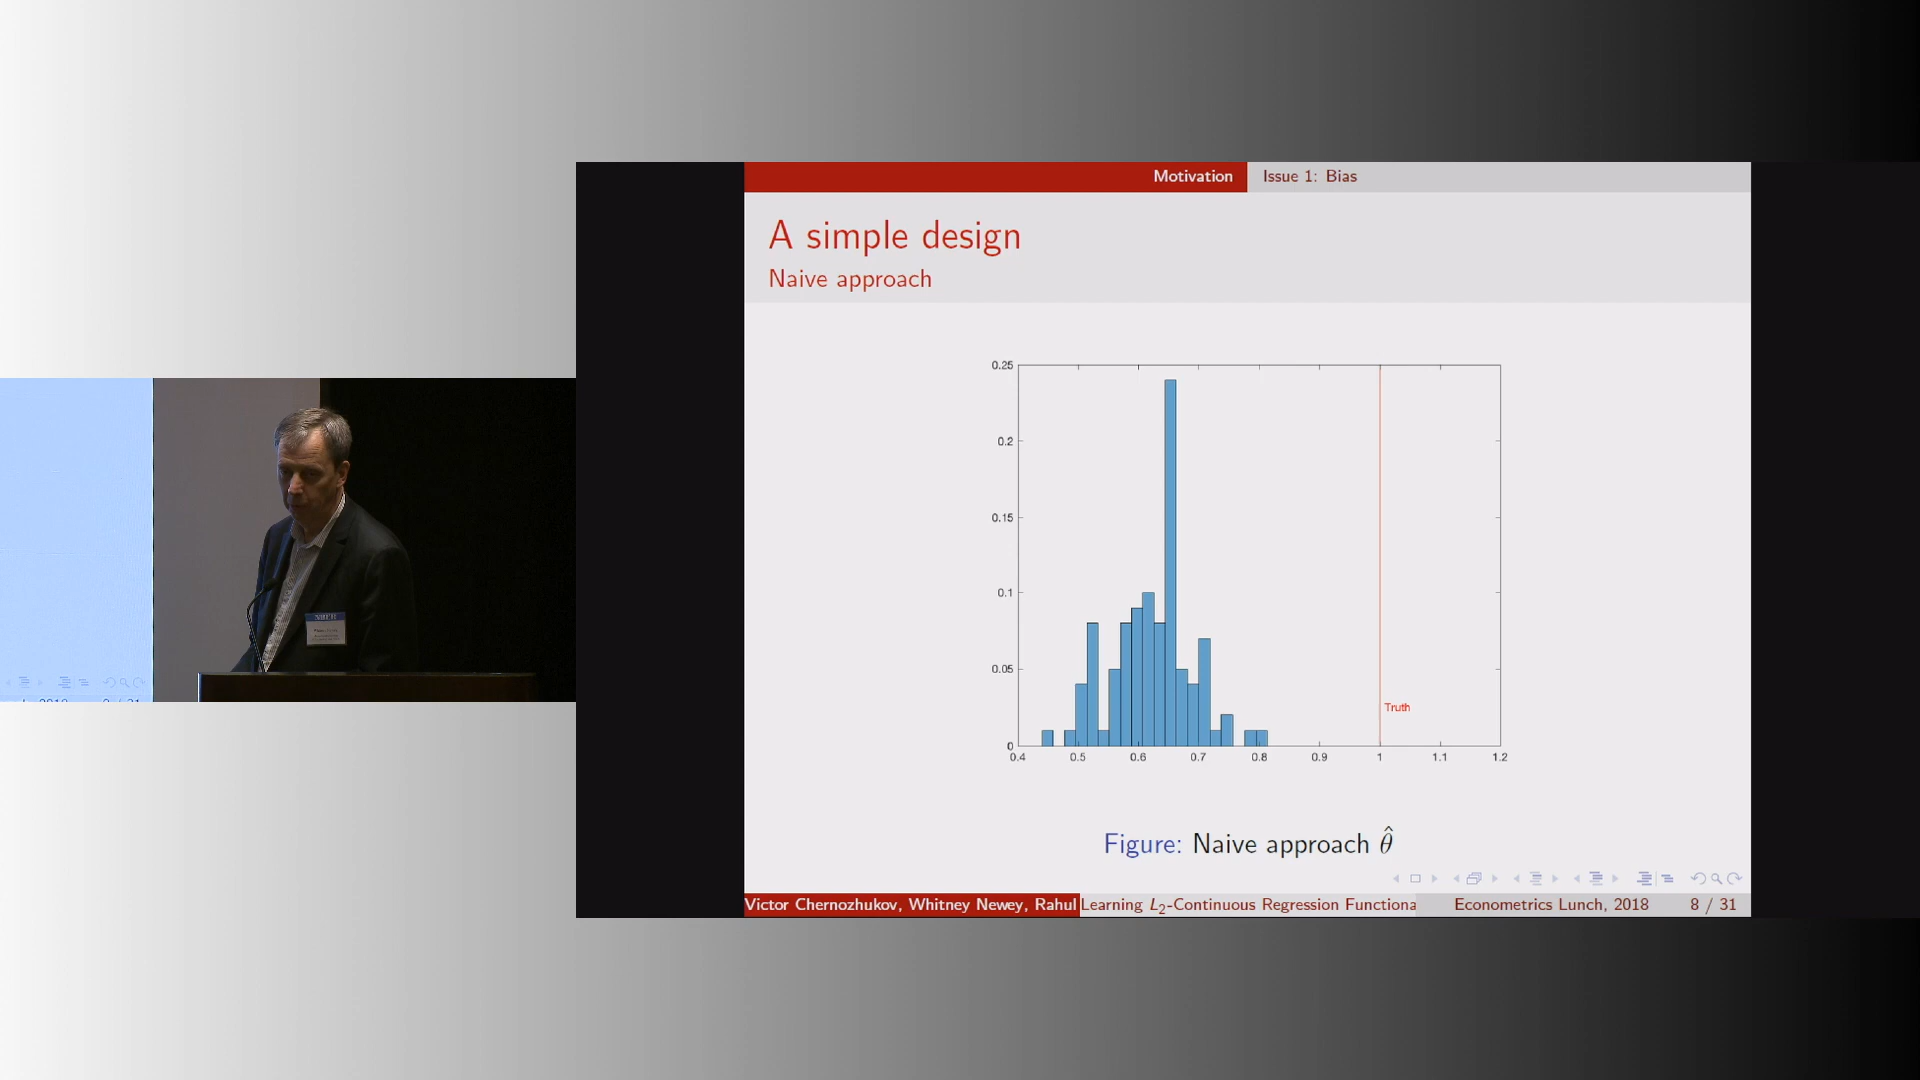 Motivation Issue 1: Bias
A simple design
Naive approach
0.25
0.2
0.15
0.1
0.05
0
0.4 0.5 0.6 0.7 0.8 0.9 1 1.1 1.2
Truth
Figure: Naive approach θ̂
Victor Chernozhukov, Whitney Newey, Rahul Learning L₂-Continuous Regression Functiona Econometrics Lunch, 2018 8 / 31
NBER